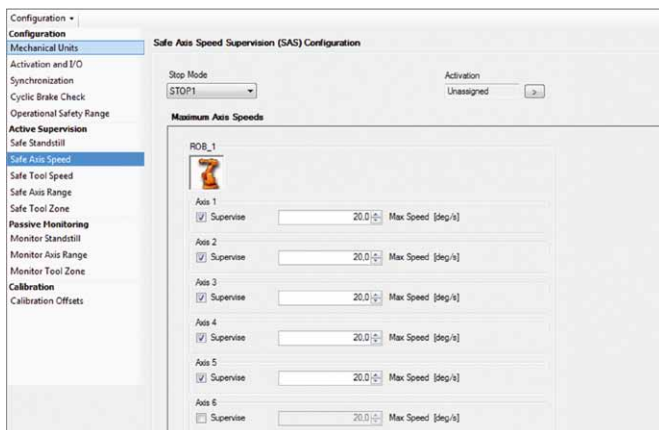 Configuration
Configuration
Mechanical Units
Activation and I/O
Synchronization
Cyclic Brake Check
Operational Safety Range
Active Supervision
Safe Standstill
Safe Axis Speed
Safe Tool Speed
Safe Axis Range
Safe Tool Zone
Passive Monitoring
Monitor Standstill
Monitor Axis Range
Monitor Tool Zone
Calibration
Calibration Offsets
Safe Axis Speed Supervision (SAS) Configuration
Stop Mode
STOP1
Activation
Unassigned >
Maximum Axis Speeds
ROB_1
Axis 1
Supervise 20.0 Max Speed [deg/s]
Axis 2
Supervise 20.0 Max Speed [deg/s]
Axis 3
Supervise 20.0 Max Speed [deg/s]
Axis 4
Supervise 20.0 Max Speed [deg/s]
Axis 5
Supervise 20.0 Max Speed [deg/s]
Axis 6
Supervise 20.0 Max Speed [deg/s]